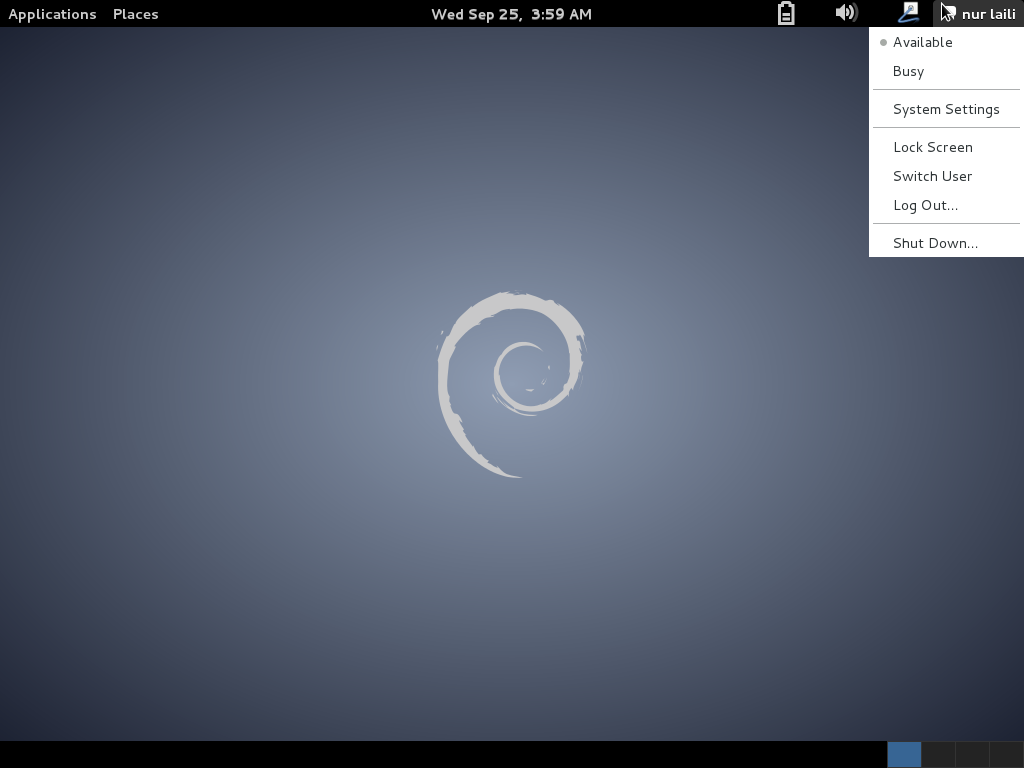 Applications Places Wed Sep 25, 3:59 AM nur laili
Available
Busy
System Settings
Lock Screen
Switch User
Log Out...
Shut Down...